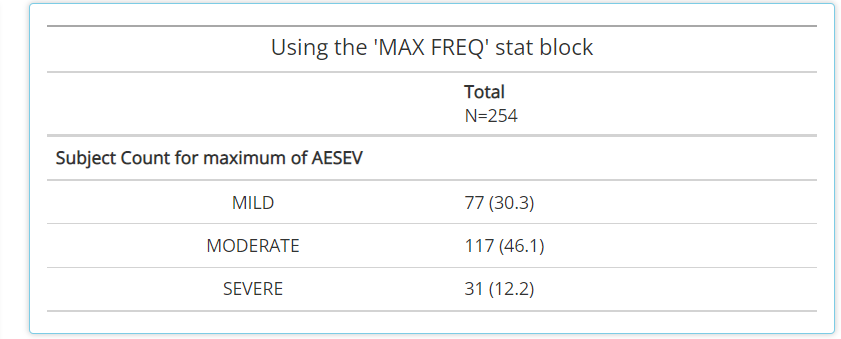 Using the 'MAX FREQ' stat block
Total
N=254
Subject Count for maximum of AESEV
MILD 77 (30.3)
MODERATE 117 (46.1)
SEVERE 31 (12.2)